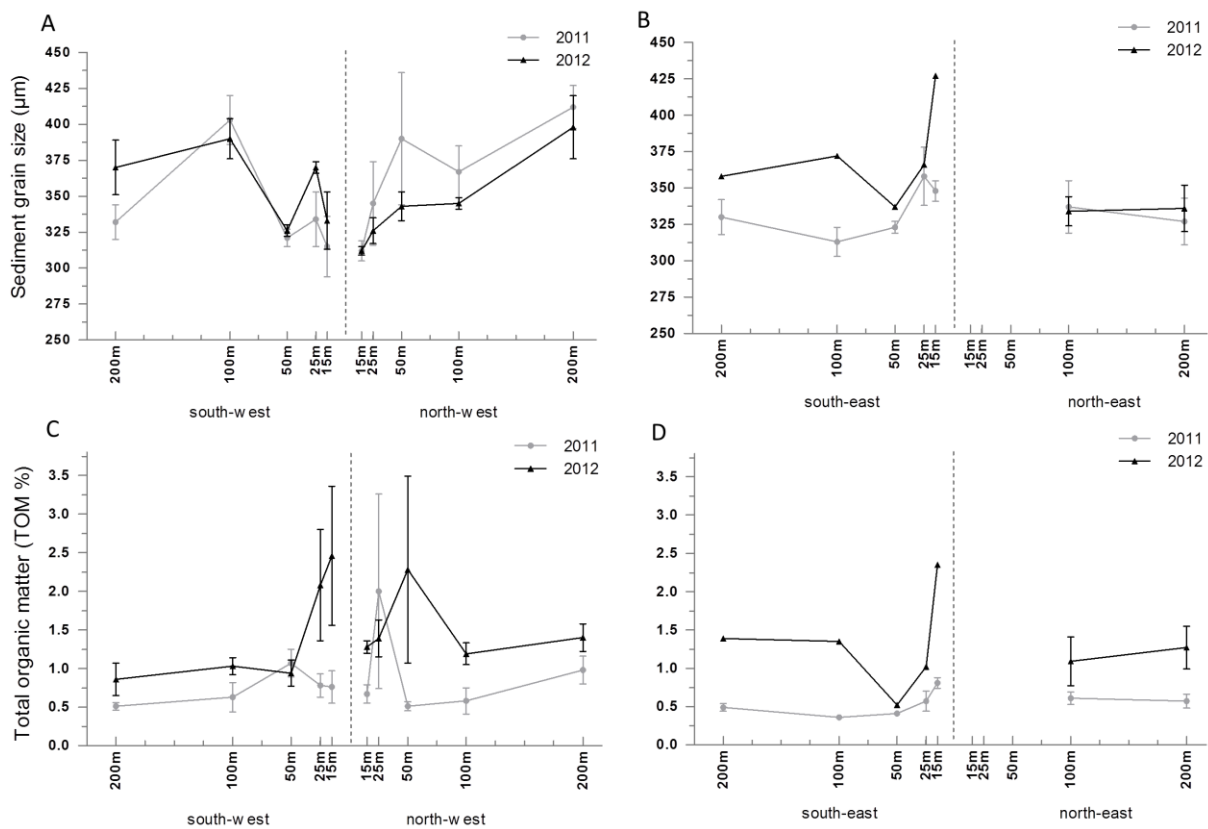 A
2011
2012
Sediment grain size (µm)
450
425
400
375
350
325
300
275
250
200m
100m
50m
25m
15m
15m
25m
50m
100m
200m
south-w est
north-w est
B
2011
2012
450
425
400
375
350
325
300
275
250
200m
100m
50m
25m
15m
15m
25m
50m
100m
200m
south-east
north-east
C
2011
2012
Total organic matter (TOM %)
3.5
3.0
2.5
2.0
1.5
1.0
0.5
0.0
200m
100m
50m
25m
15m
15m
25m
50m
100m
200m
south-w est
north-w est
D
2011
2012
3.5
3.0
2.5
2.0
1.5
1.0
0.5
0.0
200m
100m
50m
25m
15m
15m
25m
50m
100m
200m
south-east
north-east